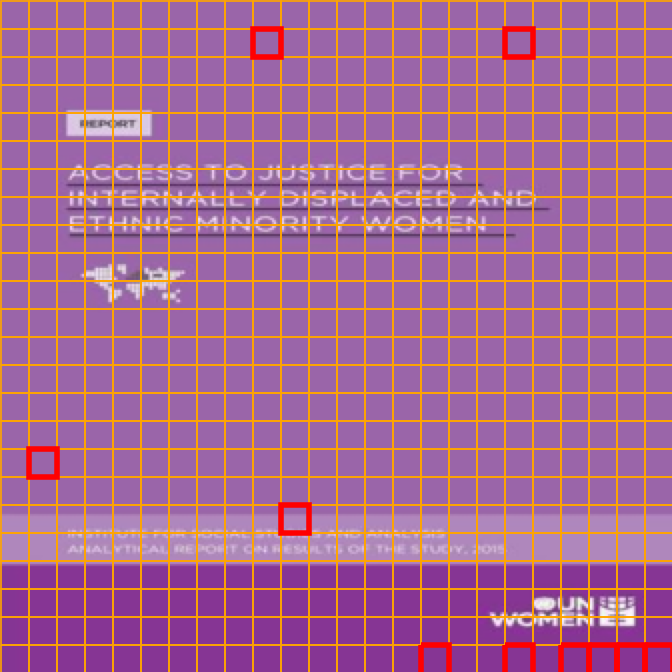 REPORT
ACCESS TO JUSTICE FOR
INTERNALLY DISPLACED AND
ETHNIC MINORITY WOMEN
INSTITUTE FOR SOCIAL STUDIES AND ANALYSIS
ANALYTICAL REPORT ON RESULTS OF THE STUDY, 2015
UN
WOMEN